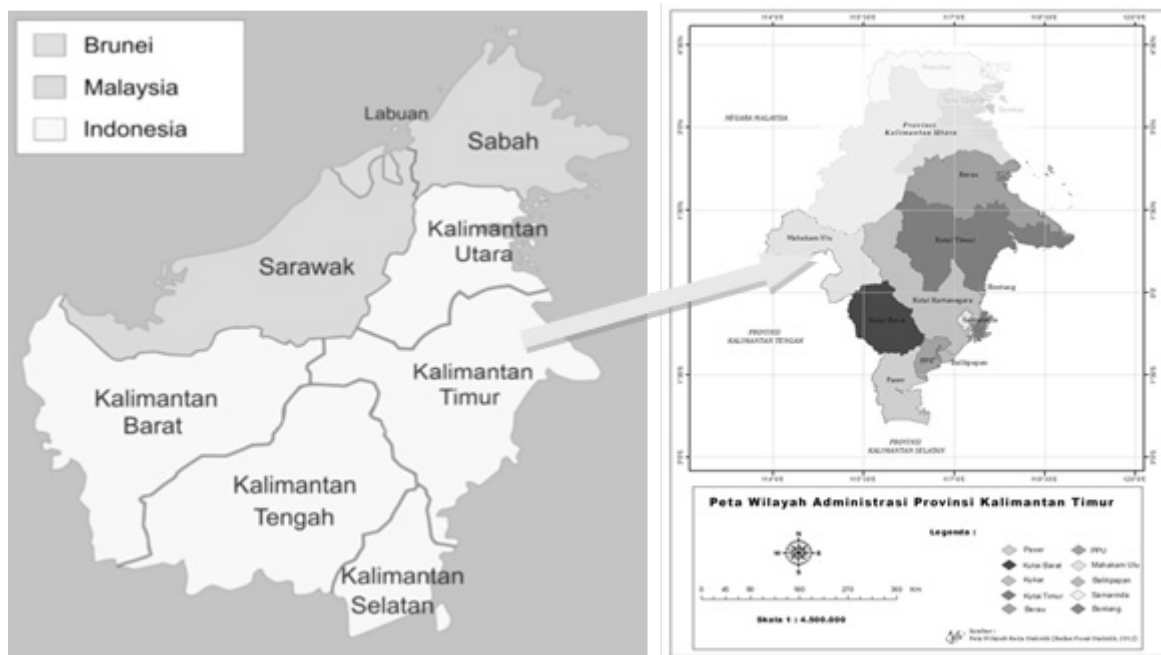 Brunei
Malaysia
Indonesia
Labuan
Sabah
Kalimantan
Utara
Sarawak
Kalimantan
Timur
Kalimantan
Barat
Kalimantan
Tengah
Kalimantan
Selatan
NEGARA MALAYSIA
Provinsi
Kalimantan Utara
Berau
Mahakam Ulu
Kutai Timur
Bontang
Kutai Kartanegara
Kutai Barat
PROVINSI
KALIMANTAN TENGAH
PPU
Balikpapan
Paser
PROVINSI
KALIMANTAN SELATAN
Peta Wilayah Administrasi Provinsi Kalimantan Timur
Legenda :
N
W
E
S
Km
Skala 1 : 4.500.000
Paser
Kutai Barat
Kukar
Kutai Timur
Berau
PPU
Mahakam Ulu
Balikpapan
Samarinda
Bontang
Sumber :